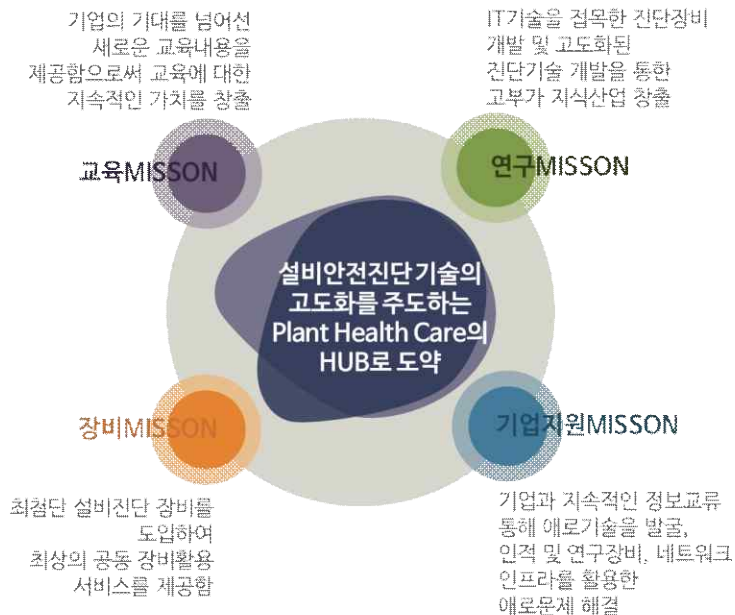 기업의 기대를 넘어선
새로운 교육내용을
제공함으로써 교육에 대한
지속적인 가치를 창출
교육MISSON
IT기술을 접목한 진단장비
개발 및 고도화된
진단기술 개발을 통한
고부가 지식산업 창출
연구MISSON
설비안전진단 기술의
고도화를 주도하는
Plant Health Care의
HUB로 도약
장비MISSON
최첨단 설비진단 장비를
도입하여
최상의 공동 장비활용
서비스를 제공함
기업지원MISSON
기업과 지속적인 정보교류
통해 애로기술을 발굴,
인적 및 연구장비, 네트워크
인프라를 활용한
애로문제 해결